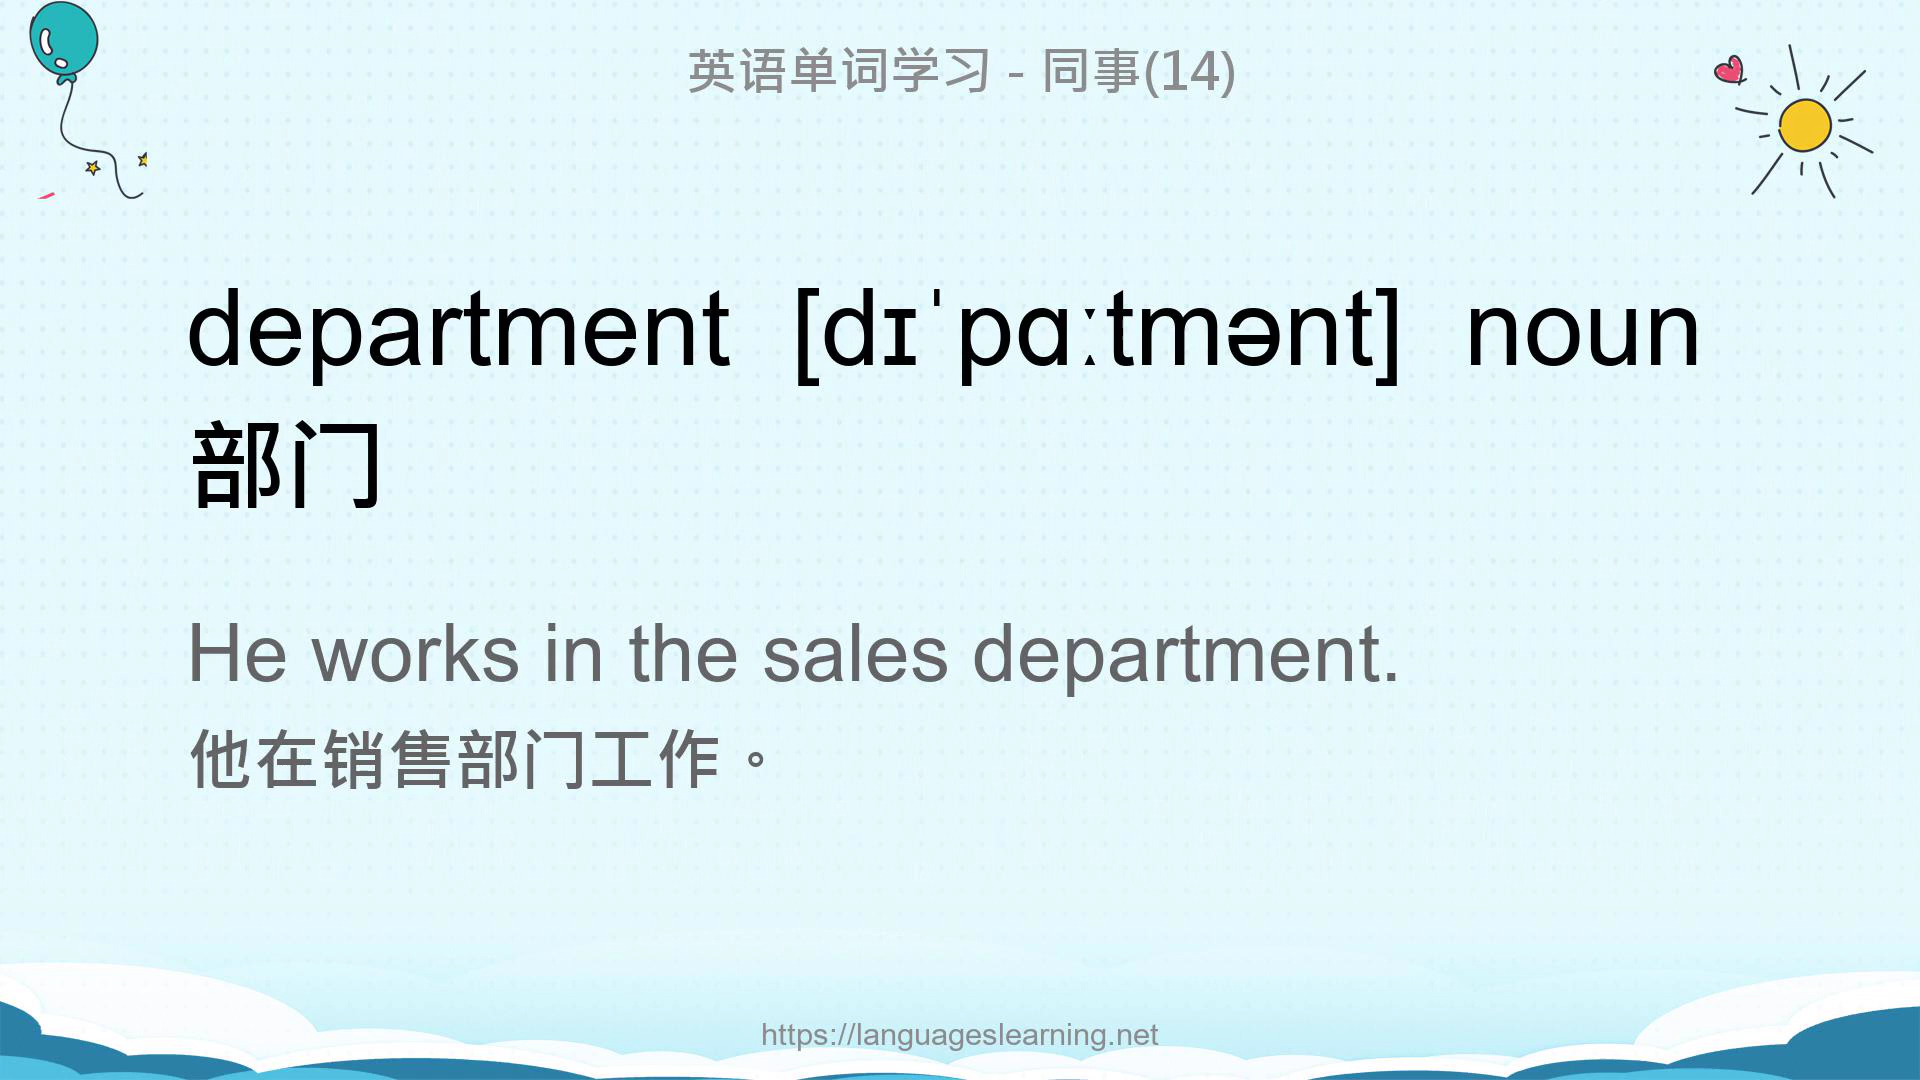 英语单词学习 - 同事(14)
department [dɪˈpɑːtmənt] noun
部门
He works in the sales department.
他在销售部门工作。
https://languageslearning.net